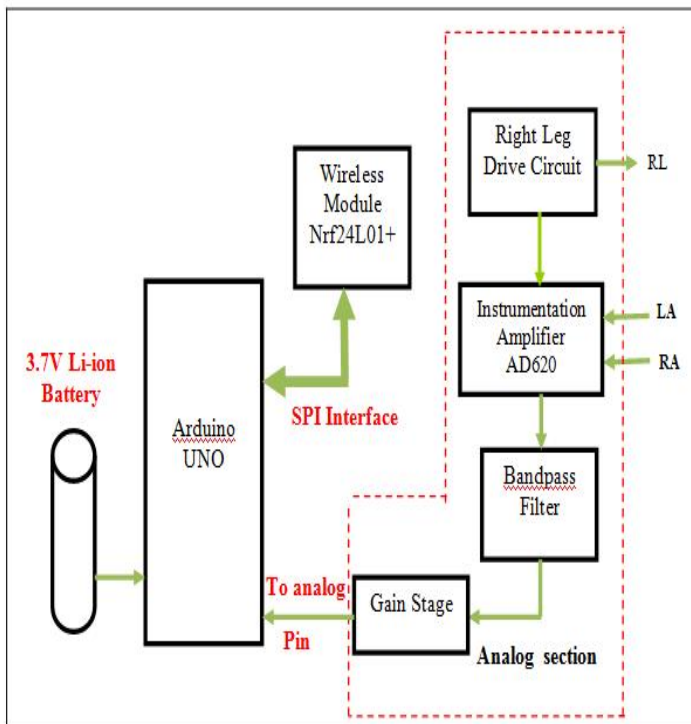 Right Leg
Drive Circuit
RL
Wireless
Module
Nrf24L01+
Instrumentation
Amplifier
AD620
LA
RA
3.7V Li-ion
Battery
SPI Interface
Arduino
UNO
Bandpass
Filter
To analog
Pin
Gain Stage
Analog section